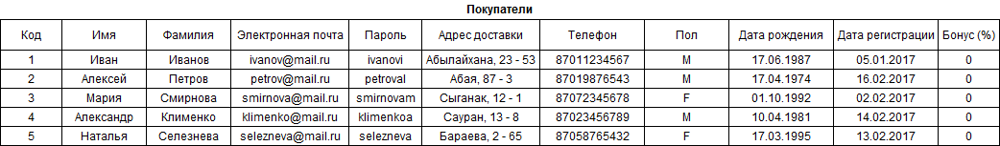 Покупатели
Код Имя Фамилия Электронная почта Пароль Адрес доставки Телефон Пол Дата рождения Дата регистрации Бонус (%)
1 Иван Иванов ivanov@mail.ru ivanovi Абылайхана, 23 - 53 87011234567 M 17.06.1987 05.01.2017 0
2 Алексей Петров petrov@mail.ru petroval Абая, 87 - 3 87019876543 M 17.04.1974 16.02.2017 0
3 Мария Смирнова smirnova@mail.ru smirnovam Сыганак, 12 - 1 87072345678 F 01.10.1992 02.02.2017 0
4 Александр Клименко klimenko@mail.ru klimenkoa Сауран, 13 - 8 87023456789 M 10.04.1981 14.02.2017 0
5 Наталья Селезнева selezneva@mail.ru selezneva Бараева, 2 - 65 87058765432 F 17.03.1995 13.02.2017 0